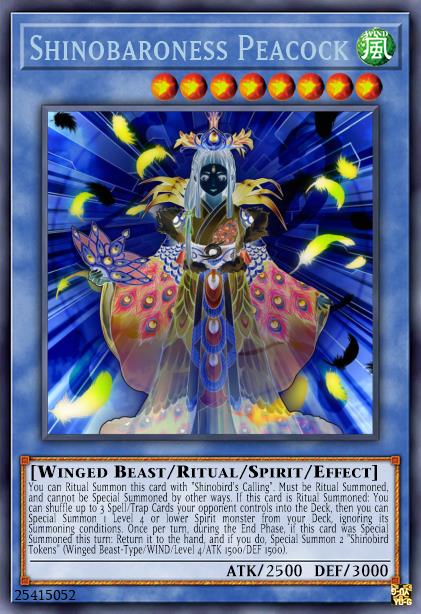 SHINOBARONESS PEACOCK
WIND
風
[WINGED BEAST/RITUAL/SPIRIT/EFFECT]
You can Ritual Summon this card with "Shinobird's Calling". Must be Ritual Summoned,
and cannot be Special Summoned by other ways. If this card is Ritual Summoned: You
can shuffle up to 3 Spell/Trap Cards your opponent controls into the Deck, then you can
Special Summon 1 Level 4 or lower Spirit monster from your Deck, ignoring its
Summoning conditions. Once per turn, during the End Phase, if this card was Special
Summoned this turn: Return it to the hand, and if you do, Special Summon 2 "Shinobird
Tokens" (Winged Beast-Type/WIND/Level 4/ATK 1500/DEF 1500).
ATK/2500 DEF/3000
25415052